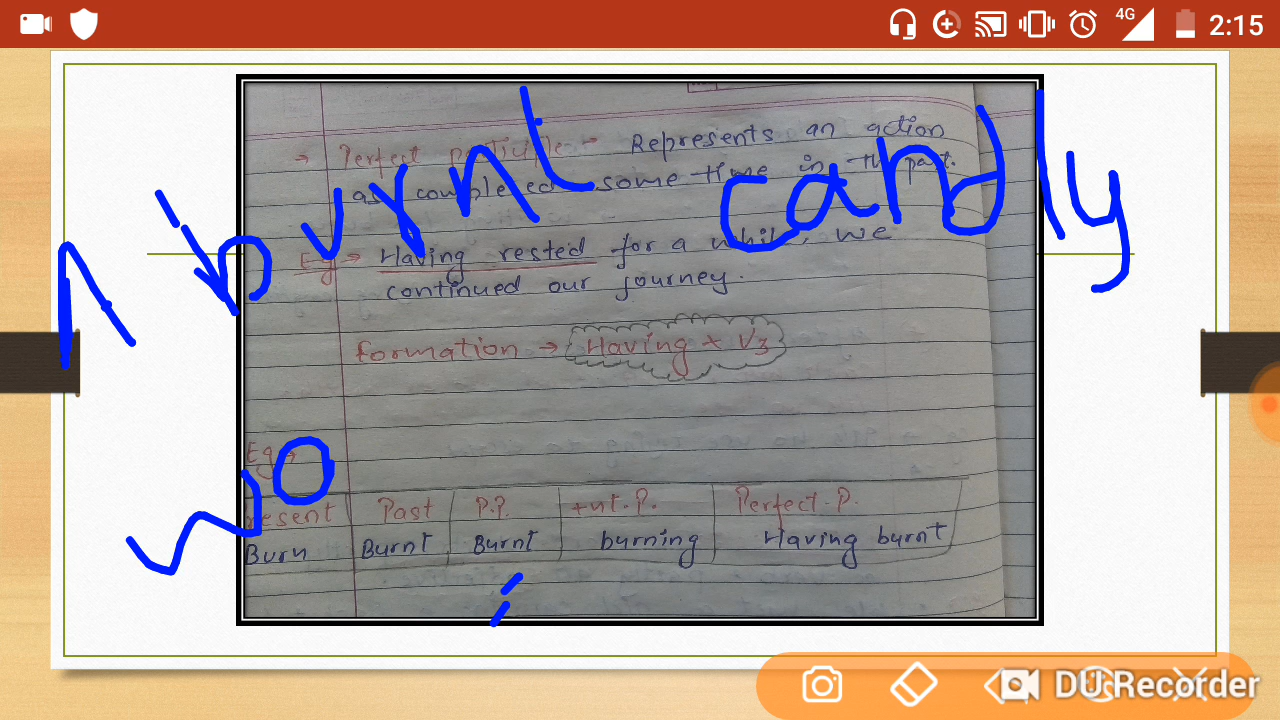 4G 2:15
→ Perfect participle → Represents an action
as completed some time in the past.
Eg → Having rested for a while, we
continued our journey.
formation → Having + V3
Eg →
resent Past P.P. +nt.P. Perfect.P.
Burn Burnt Burnt burning Having burnt
burnt candly
DU Recorder